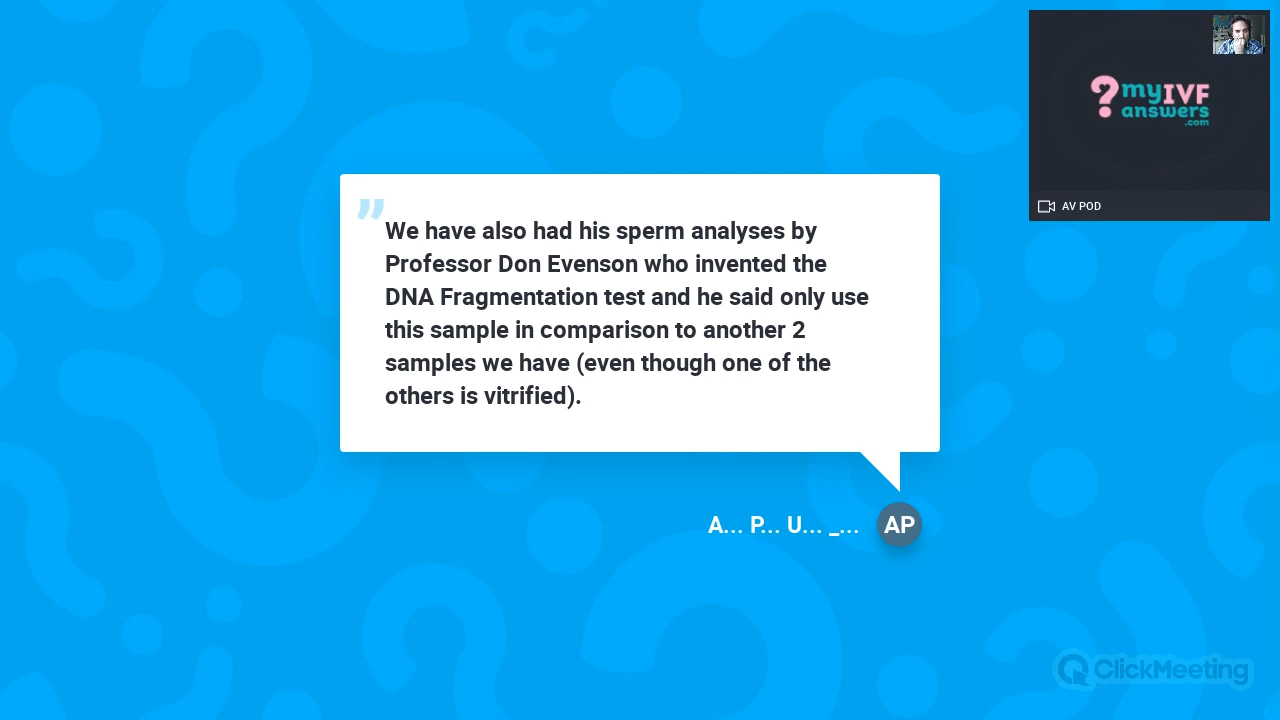 ?myIVF
answers
.com
AV POD
"
We have also had his sperm analyses by
Professor Don Evenson who invented the
DNA Fragmentation test and he said only use
this sample in comparison to another 2
samples we have (even though one of the
others is vitrified).
A... P... U... _... AP
ClickMeeting